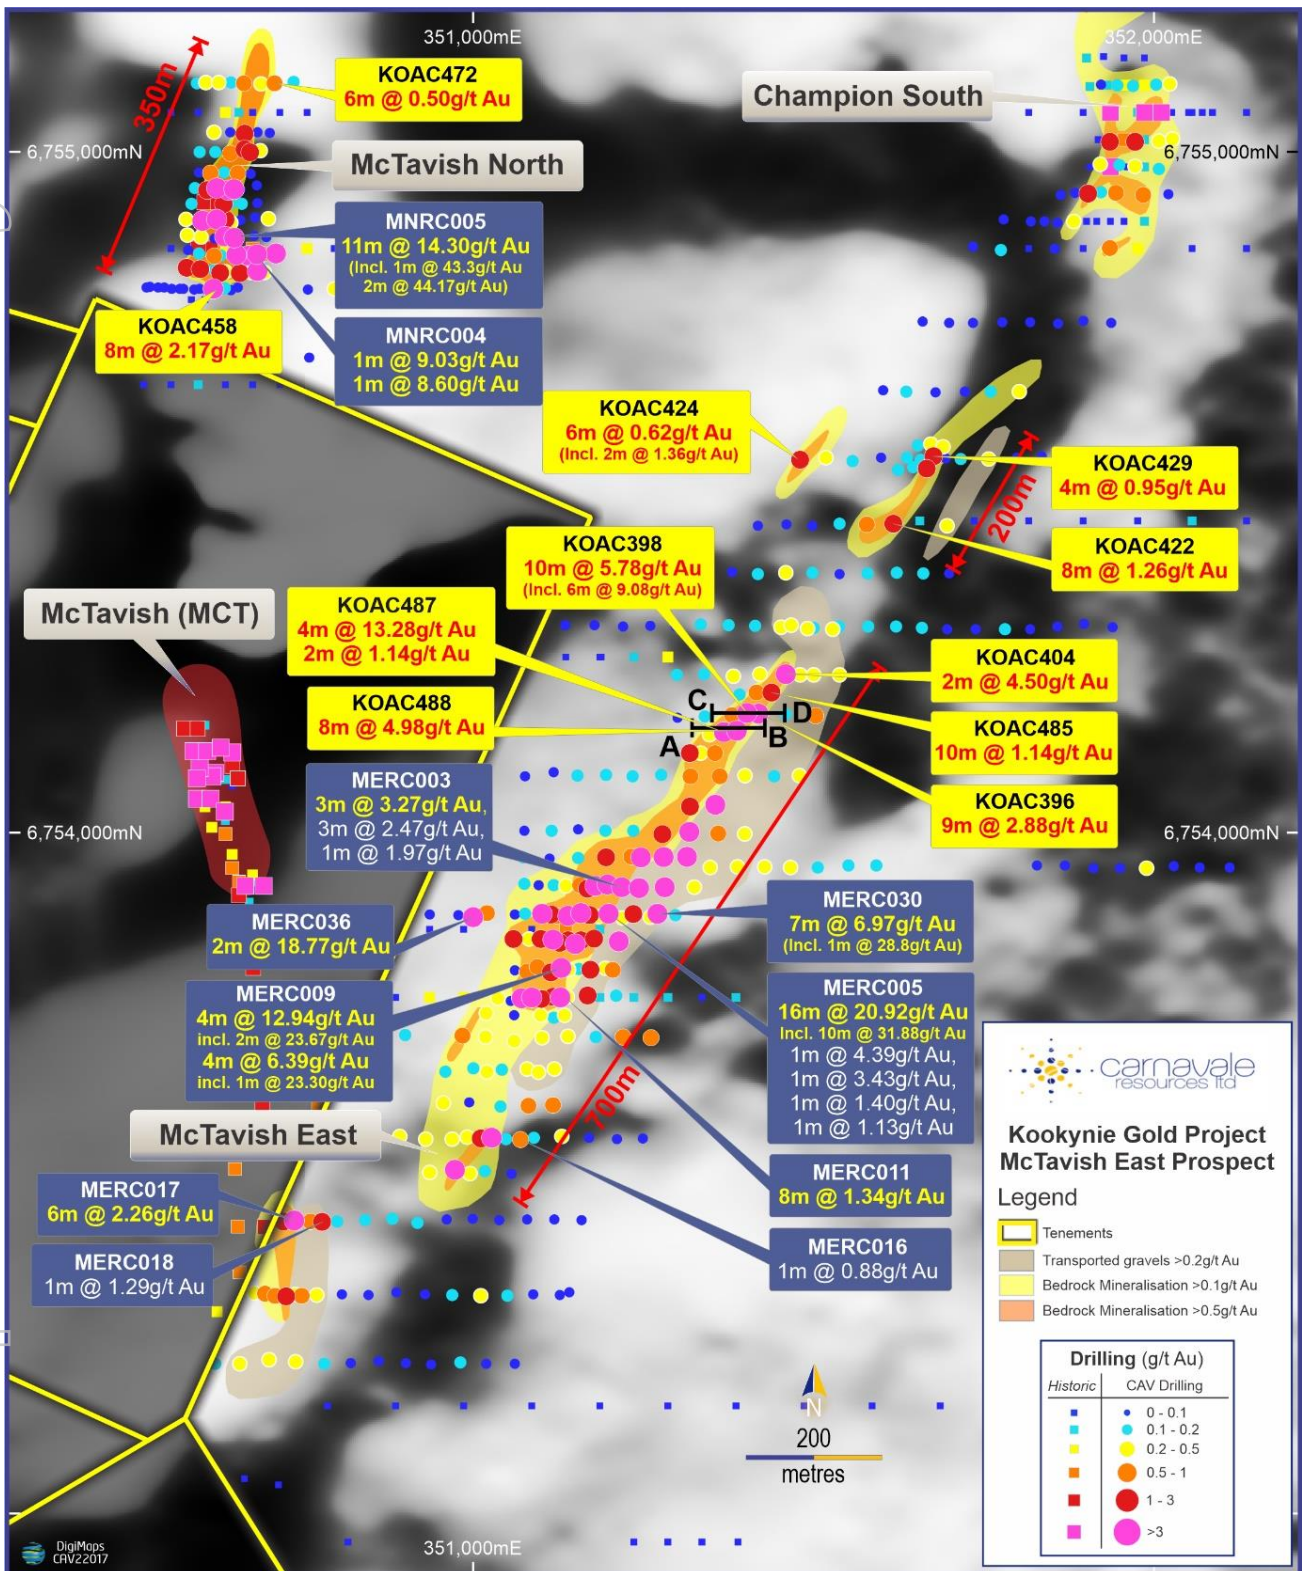 351,000mE
352,000mE
350m
KOAC472
6m @ 0.50g/t Au
Champion South
6,755,000mN
6,755,000mN
McTavish North
MNRC005
11m @ 14.30g/t Au
(Incl. 1m @ 43.3g/t Au
2m @ 44.17g/t Au)
KOAC458
8m @ 2.17g/t Au
MNRC004
1m @ 9.03g/t Au
1m @ 8.60g/t Au
KOAC424
6m @ 0.62g/t Au
(Incl. 2m @ 1.36g/t Au)
KOAC429
4m @ 0.95g/t Au
200m
KOAC422
8m @ 1.26g/t Au
KOAC398
10m @ 5.78g/t Au
(Incl. 6m @ 9.08g/t Au)
McTavish (MCT)
KOAC487
4m @ 13.28g/t Au
2m @ 1.14g/t Au
KOAC404
2m @ 4.50g/t Au
KOAC488
8m @ 4.98g/t Au
C
D
A
B
KOAC485
10m @ 1.14g/t Au
MERC003
3m @ 3.27g/t Au,
3m @ 2.47g/t Au,
1m @ 1.97g/t Au
KOAC396
9m @ 2.88g/t Au
6,754,000mN
6,754,000mN
MERC036
2m @ 18.77g/t Au
MERC030
7m @ 6.97g/t Au
(Incl. 1m @ 28.8g/t Au)
MERC009
4m @ 12.94g/t Au
incl. 2m @ 23.67g/t Au
4m @ 6.39g/t Au
incl. 1m @ 23.30g/t Au
MERC005
16m @ 20.92g/t Au
Incl. 10m @ 31.88g/t Au
1m @ 4.39g/t Au,
1m @ 3.43g/t Au,
1m @ 1.40g/t Au,
1m @ 1.13g/t Au
700m
McTavish East
MERC011
8m @ 1.34g/t Au
MERC017
6m @ 2.26g/t Au
MERC016
1m @ 0.88g/t Au
MERC018
1m @ 1.29g/t Au
N
200
metres
351,000mE
DigiMaps
CAV22017
carnavale
resources ltd
Kookynie Gold Project
McTavish East Prospect
Legend
Tenements
Transported gravels >0.2g/t Au
Bedrock Mineralisation >0.1g/t Au
Bedrock Mineralisation >0.5g/t Au
Drilling (g/t Au)
Historic CAV Drilling
0 - 0.1
0.1 - 0.2
0.2 - 0.5
0.5 - 1
1 - 3
>3